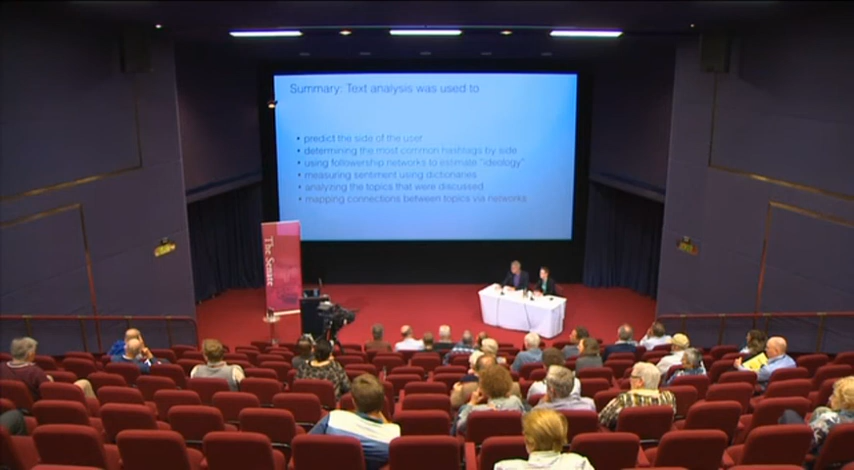 Summary: Text analysis was used to
• predict the side of the user
• determining the most common hashtags by side
• using followership networks to estimate "ideology"
• measuring sentiment using dictionaries
• analyzing the topics that were discussed
• mapping connections between topics via networks
The Senate